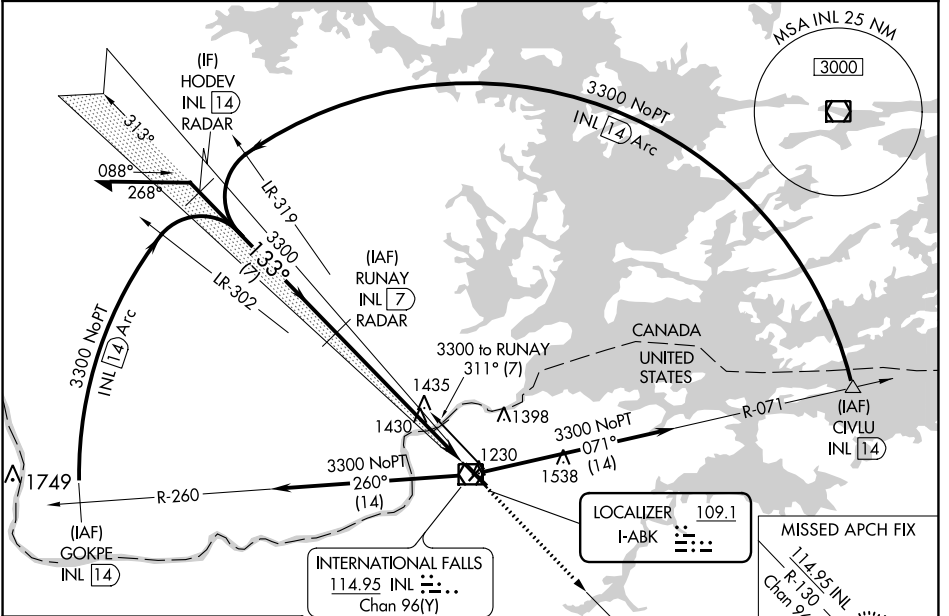 MSA INL 25 NM
3000
(IF)
HODEV
INL 14
RADAR
3300 NoPT
INL 14 Arc
313°
088°
268°
LR-319
3300
133°
(7)
LR-302
(IAF)
RUNAY
INL 7
RADAR
3300 NoPT
INL 14 Arc
CANADA
UNITED
STATES
3300 to RUNAY
311° (7)
1435
1430
1398
R-071
(IAF)
CIVLU
INL 14
3300 NoPT
071°
(14)
1230
1538
1749
3300 NoPT
260°
(14)
R-260
(IAF)
GOKPE
INL 14
LOCALIZER 109.1
I-ABK
INTERNATIONAL FALLS
114.95 INL
Chan 96(Y)
MISSED APCH FIX
114.95 INL
R-130